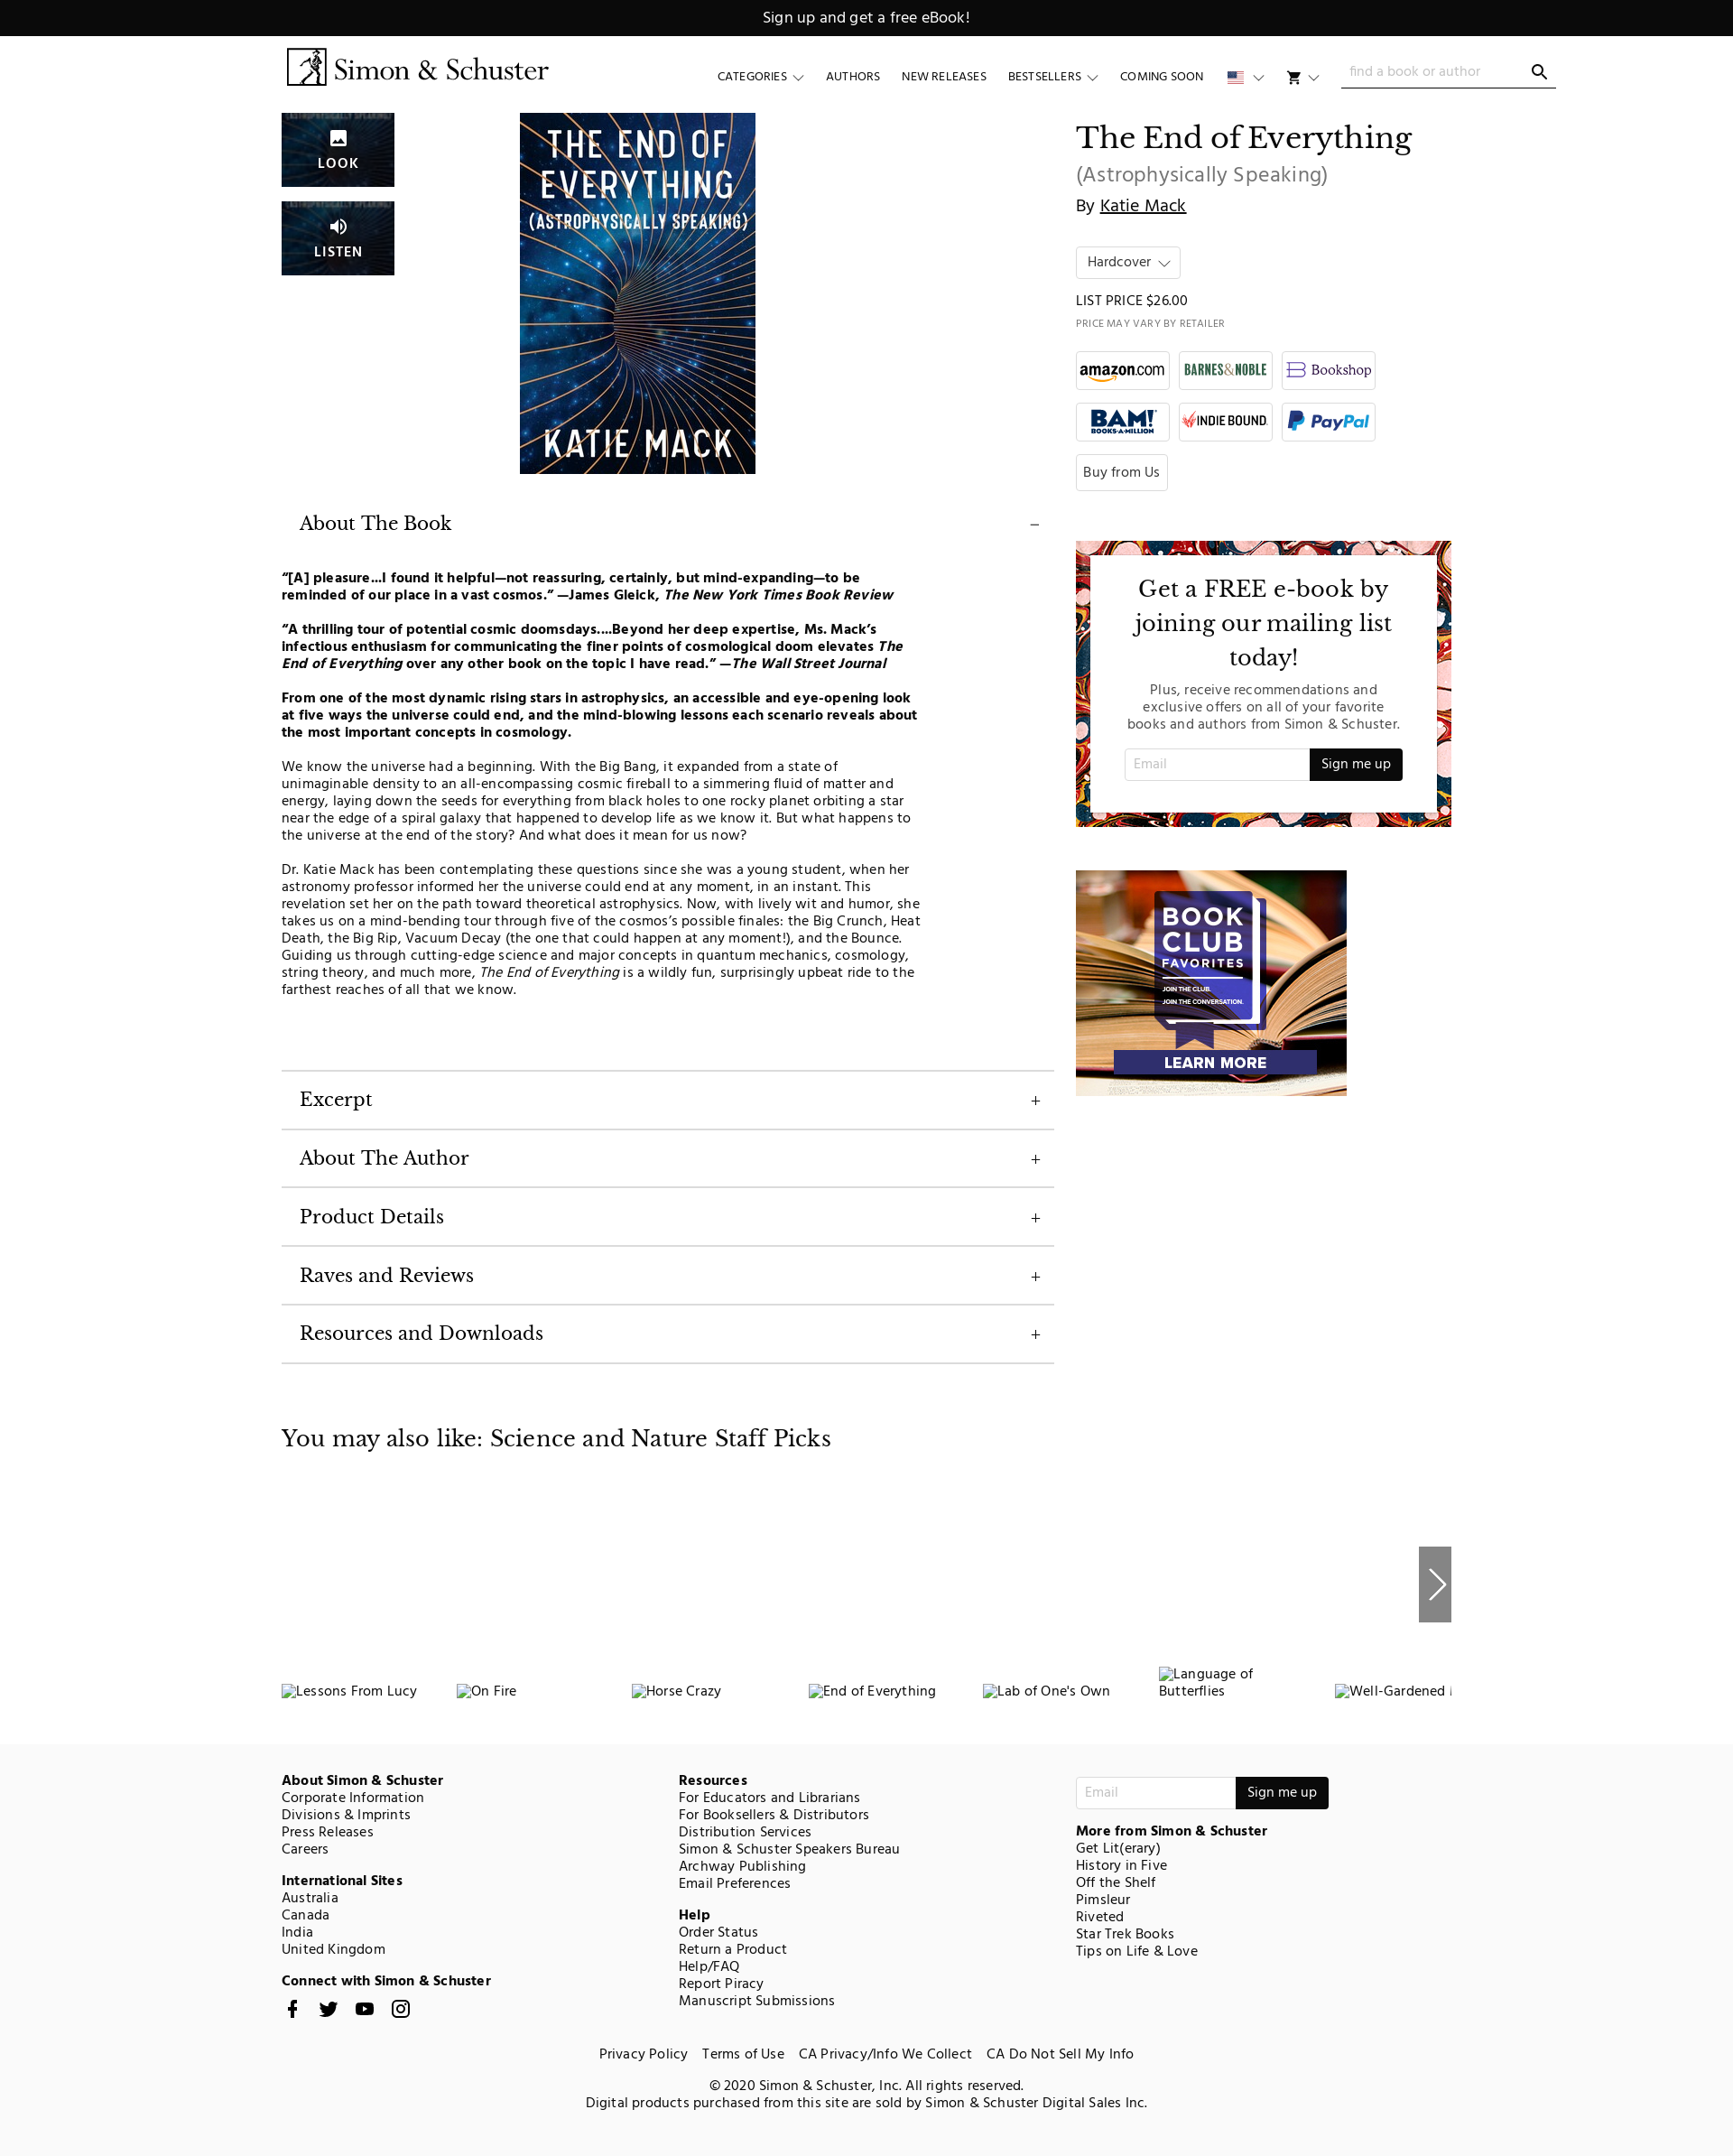 Sign up and get a free eBook!
Simon & Schuster
CATEGORIES
AUTHORS
NEW RELEASES
BESTSELLERS
COMING SOON
find a book or author
LOOK
LISTEN
THE END OF
EVERYTHING
(ASTROPHYSICALLY SPEAKING)
KATIE MACK
The End of Everything
(Astrophysically Speaking)
By Katie Mack
Hardcover
LIST PRICE $26.00
PRICE MAY VARY BY RETAILER
amazon.com
BARNES&NOBLE
Bookshop
BAM!
BOOKS-A-MILLION
INDIE BOUND
PayPal
Buy from Us
About The Book
“[A] pleasure...I found it helpful—not reassuring, certainly, but mind-expanding—to be
reminded of our place in a vast cosmos.” —James Gleick, The New York Times Book Review
“A thrilling tour of potential cosmic doomsdays....Beyond her deep expertise, Ms. Mack’s
infectious enthusiasm for communicating the finer points of cosmological doom elevates The
End of Everything over any other book on the topic I have read.” —The Wall Street Journal
From one of the most dynamic rising stars in astrophysics, an accessible and eye-opening look
at five ways the universe could end, and the mind-blowing lessons each scenario reveals about
the most important concepts in cosmology.
We know the universe had a beginning. With the Big Bang, it expanded from a state of
unimaginable density to an all-encompassing cosmic fireball to a simmering fluid of matter and
energy, laying down the seeds for everything from black holes to one rocky planet orbiting a star
near the edge of a spiral galaxy that happened to develop life as we know it. But what happens to
the universe at the end of the story? And what does it mean for us now?
Dr. Katie Mack has been contemplating these questions since she was a young student, when her
astronomy professor informed her the universe could end at any moment, in an instant. This
revelation set her on the path toward theoretical astrophysics. Now, with lively wit and humor, she
takes us on a mind-bending tour through five of the cosmos’s possible finales: the Big Crunch, Heat
Death, the Big Rip, Vacuum Decay (the one that could happen at any moment!), and the Bounce.
Guiding us through cutting-edge science and major concepts in quantum mechanics, cosmology,
string theory, and much more, The End of Everything is a wildly fun, surprisingly upbeat ride to the
farthest reaches of all that we know.
Get a FREE e-book by
joining our mailing list
today!
Plus, receive recommendations and
exclusive offers on all of your favorite
books and authors from Simon & Schuster.
Email
Sign me up
BOOK
CLUB
FAVORITES
JOIN THE CLUB.
JOIN THE CONVERSATION.
LEARN MORE
Excerpt
About The Author
Product Details
Raves and Reviews
Resources and Downloads
You may also like: Science and Nature Staff Picks
Lessons From Lucy
On Fire
Horse Crazy
End of Everything
Lab of One's Own
Language of
Butterflies
Well-Gardened
About Simon & Schuster
Corporate Information
Divisions & Imprints
Press Releases
Careers
International Sites
Australia
Canada
India
United Kingdom
Connect with Simon & Schuster
Resources
For Educators and Librarians
For Booksellers & Distributors
Distribution Services
Simon & Schuster Speakers Bureau
Archway Publishing
Email Preferences
Help
Order Status
Return a Product
Help/FAQ
Report Piracy
Manuscript Submissions
Email
Sign me up
More from Simon & Schuster
Get Lit(erary)
History in Five
Off the Shelf
Pimsleur
Riveted
Star Trek Books
Tips on Life & Love
Privacy Policy
Terms of Use
CA Privacy/Info We Collect
CA Do Not Sell My Info
© 2020 Simon & Schuster, Inc. All rights reserved.
Digital products purchased from this site are sold by Simon & Schuster Digital Sales Inc.